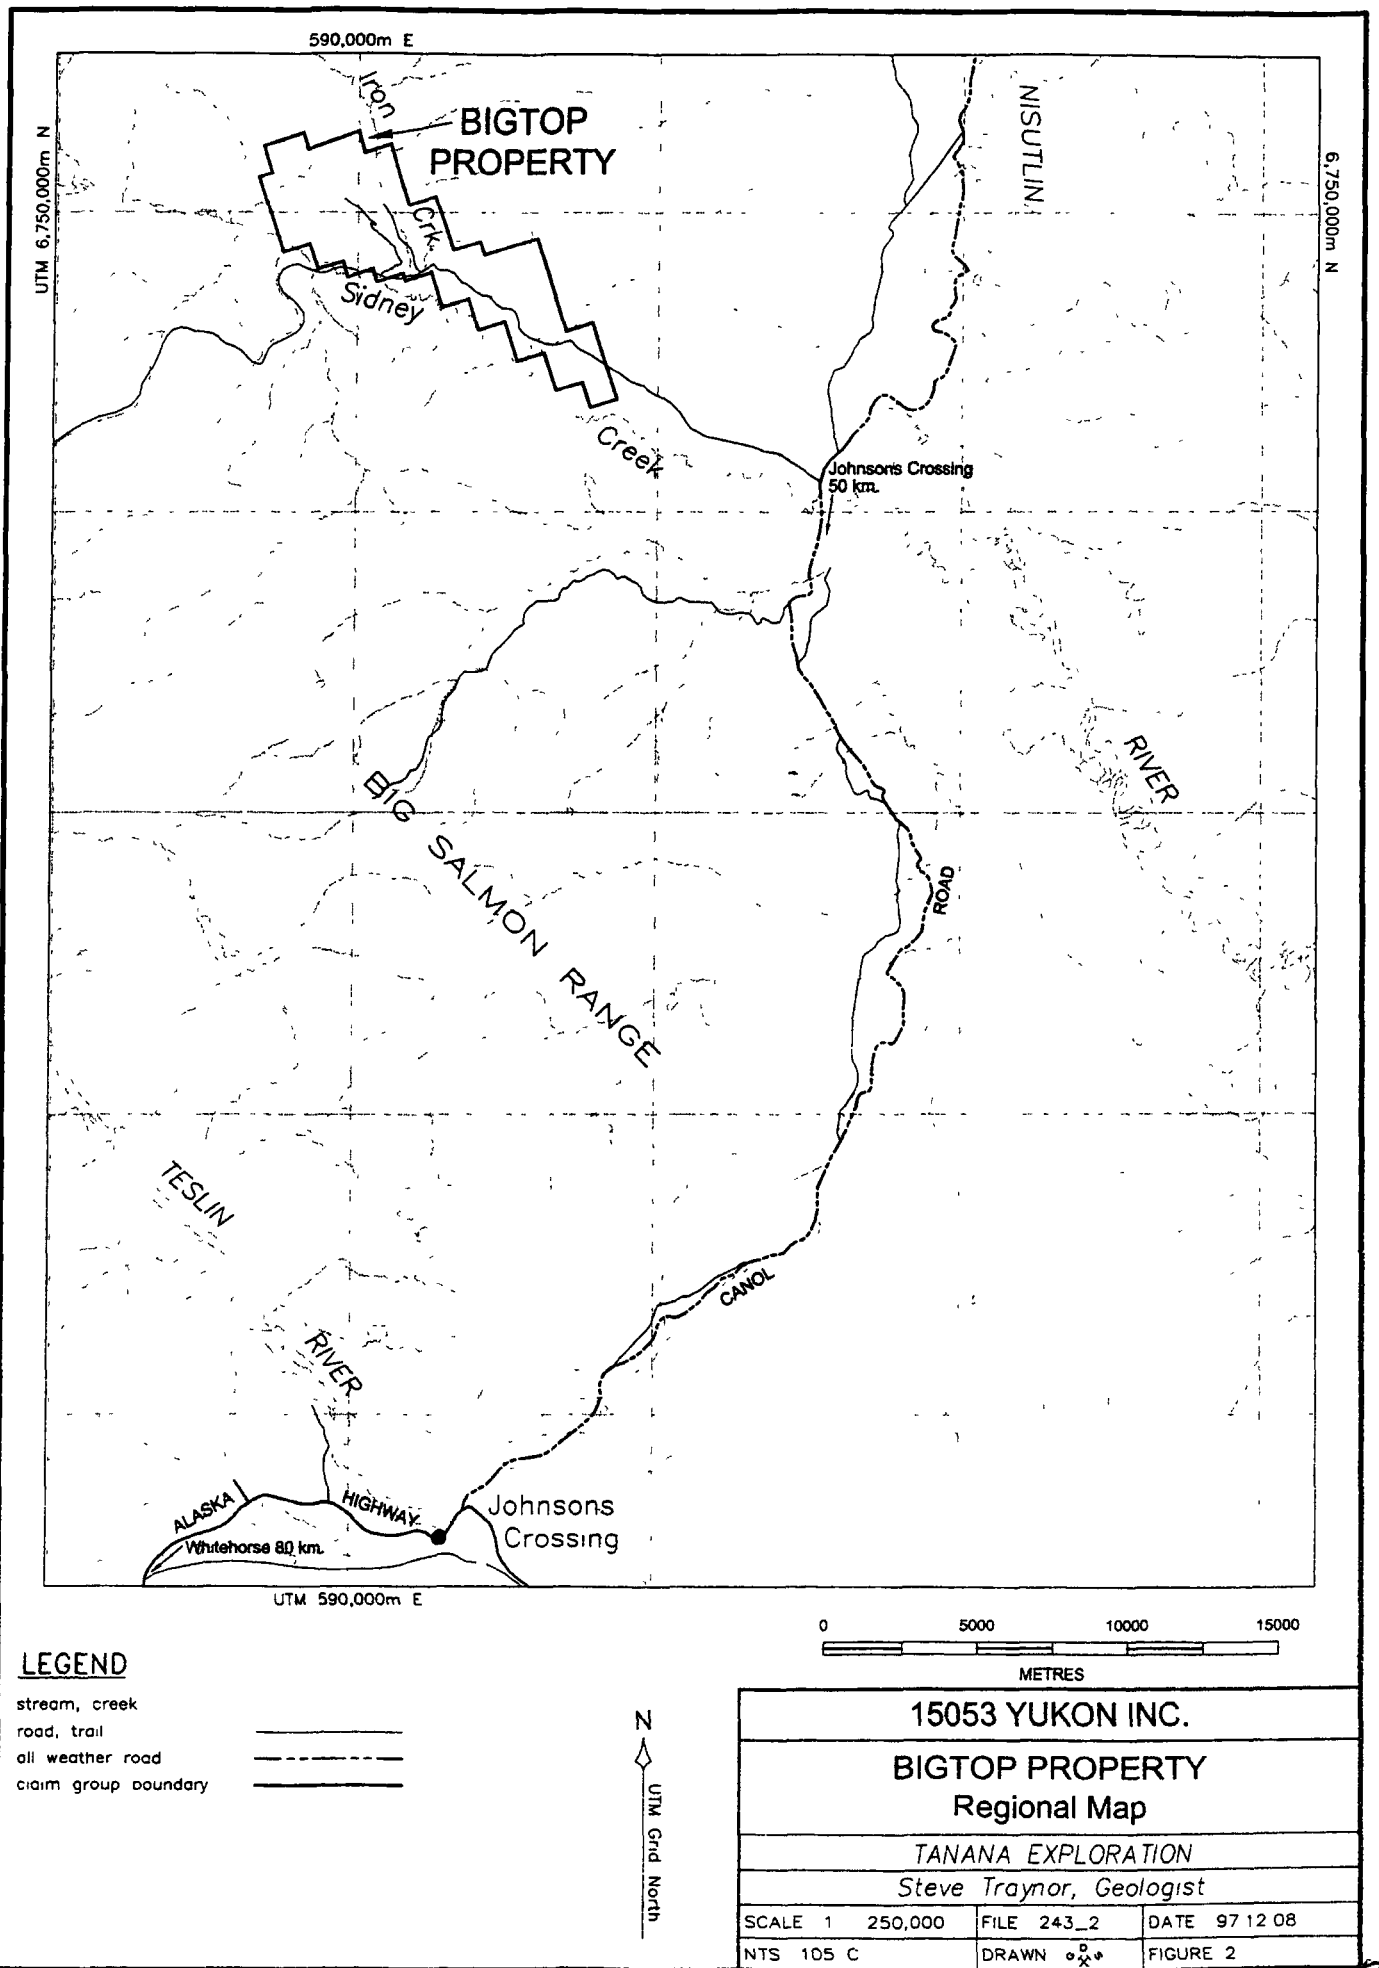 590,000m E
Iron
BIGTOP
PROPERTY
NISUTLIN
UTM 6,750,000m N
6,750,000m N
Crk.
Sidney
Creek
Johnson's Crossing
50 km.
RIVER
BIG SALMON RANGE
ROAD
TESLIN
RIVER
CANOL
ALASKA
HIGHWAY
Johnsons
Crossing
Whitehorse 80 km.
UTM 590,000m E
0 5000 10000 15000
METRES
LEGEND
stream, creek
road, trail
all weather road
claim group boundary
N
UTM Grid North
15053 YUKON INC.
BIGTOP PROPERTY
Regional Map
TANANA EXPLORATION
Steve Traynor, Geologist
SCALE 1 250,000
FILE 243_2
DATE 97 12 08
NTS 105 C
DRAWN
FIGURE 2